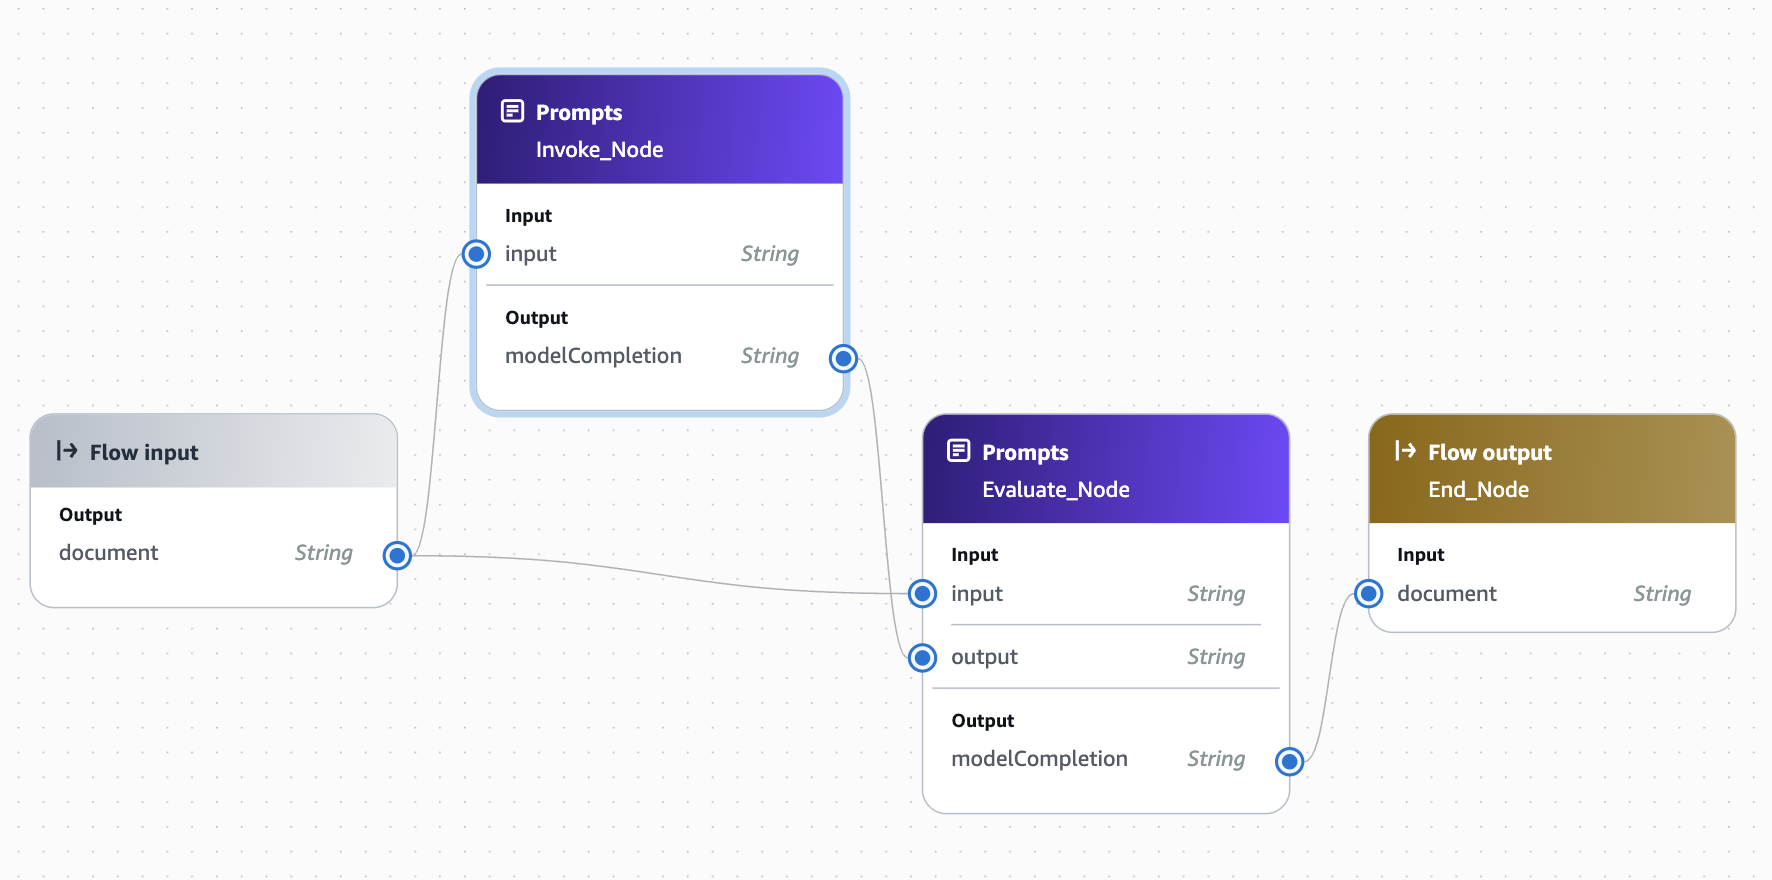 Prompts
Invoke_Node
Input
input String
Output
modelCompletion String
Flow input
Output
document String
Prompts
Evaluate_Node
Input
input String
output String
Output
modelCompletion String
Flow output
End_Node
Input
document String